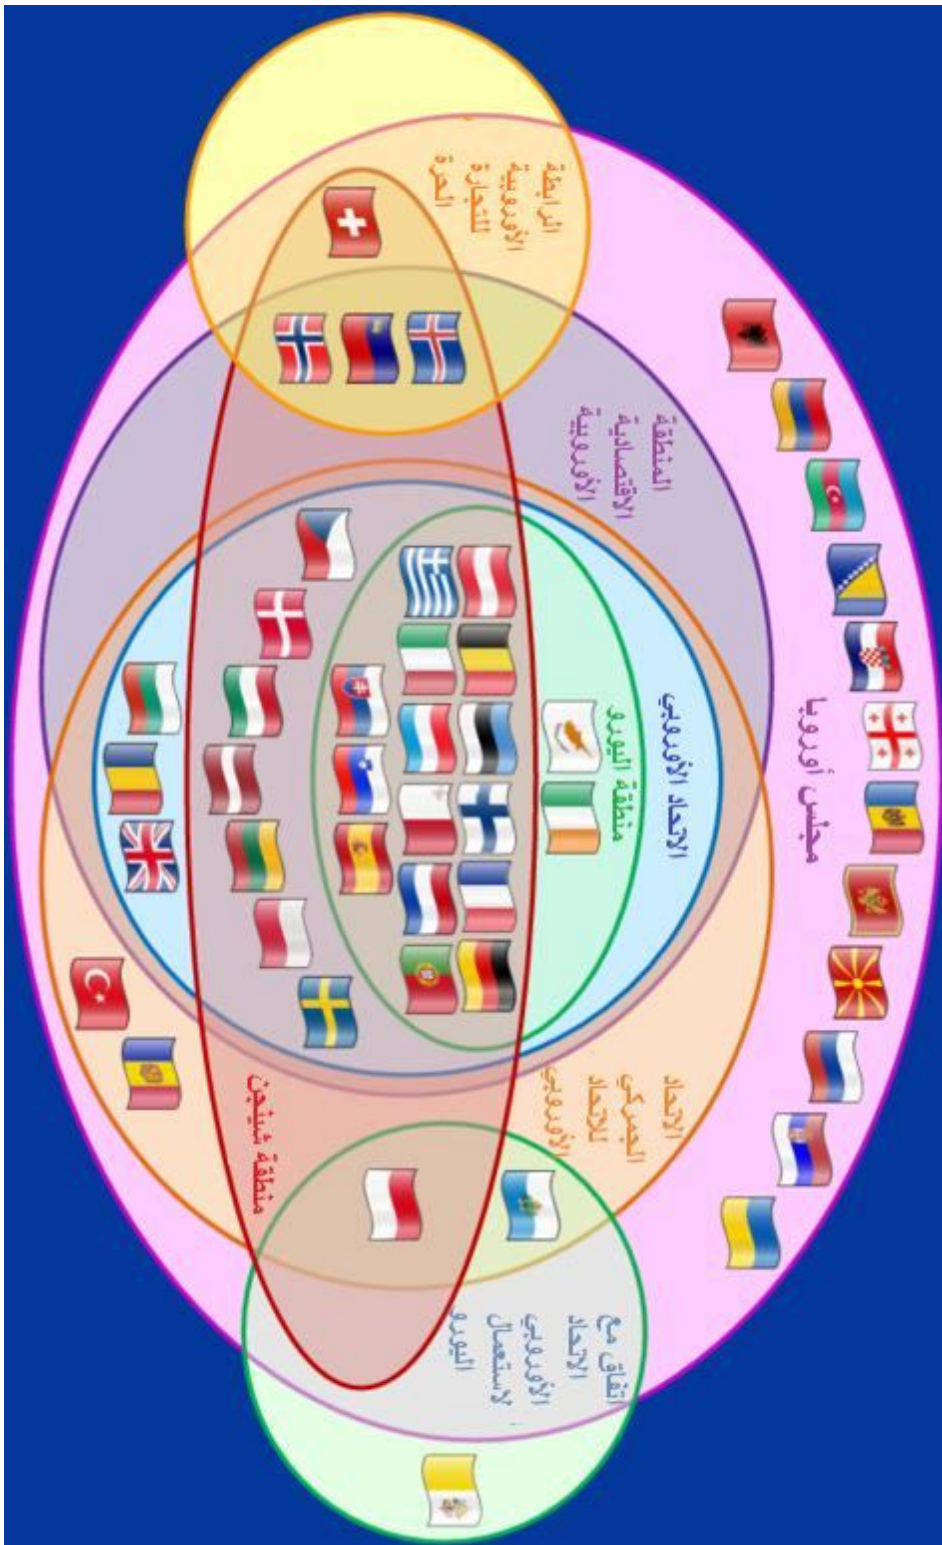 مجلس أوروبا
الرابطة
الأوروبية
للتجارة
الحرة
المنطقة
الاقتصادية
الأوروبية
الاتحاد الأوروبي
منطقة اليورو
الاتحاد
الجمركي
للاتحاد
الأوروبي
منطقة شينجن
اتفاق مع
الاتحاد
الأوروبي
لاستعمال
اليورو